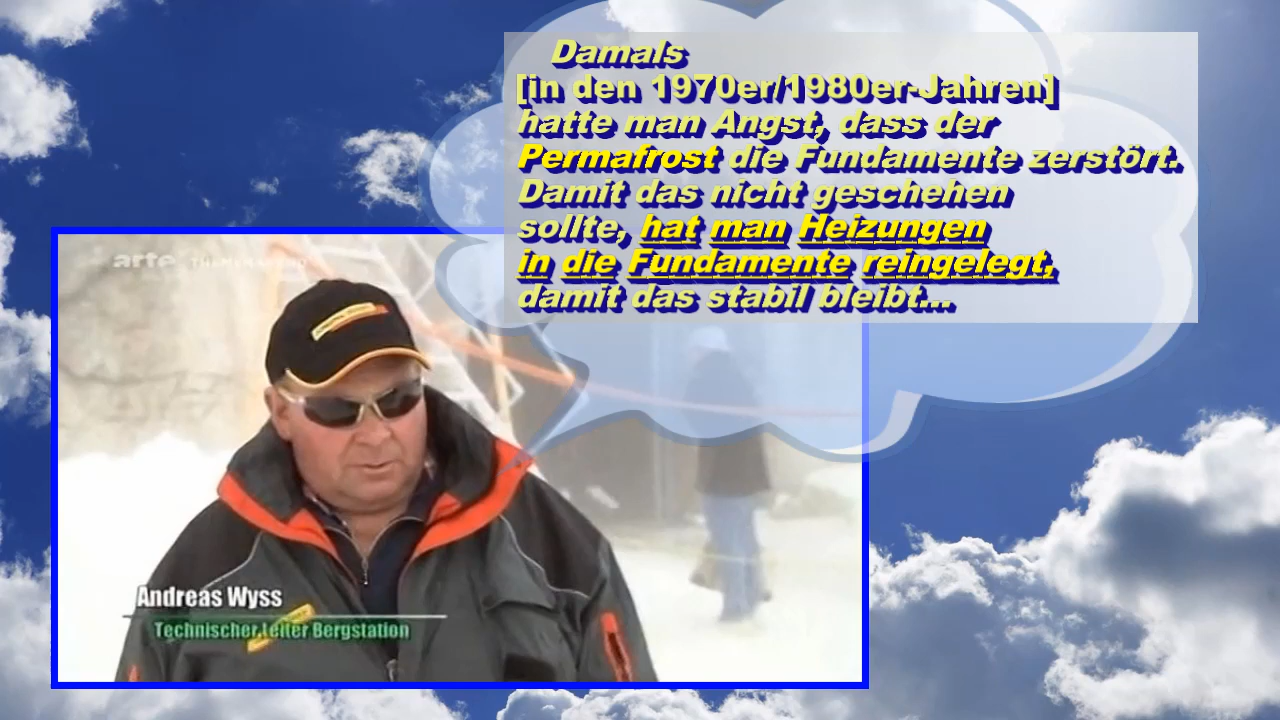 Damals
[in den 1970er/1980er-Jahren]
hatte man Angst, dass der
Permafrost die Fundamente zerstört.
Damit das nicht geschehen
sollte, hat man Heizungen
in die Fundamente reingelegt,
damit das stabil bleibt...
arte
Andreas Wyss
Technischer Leiter Bergstation